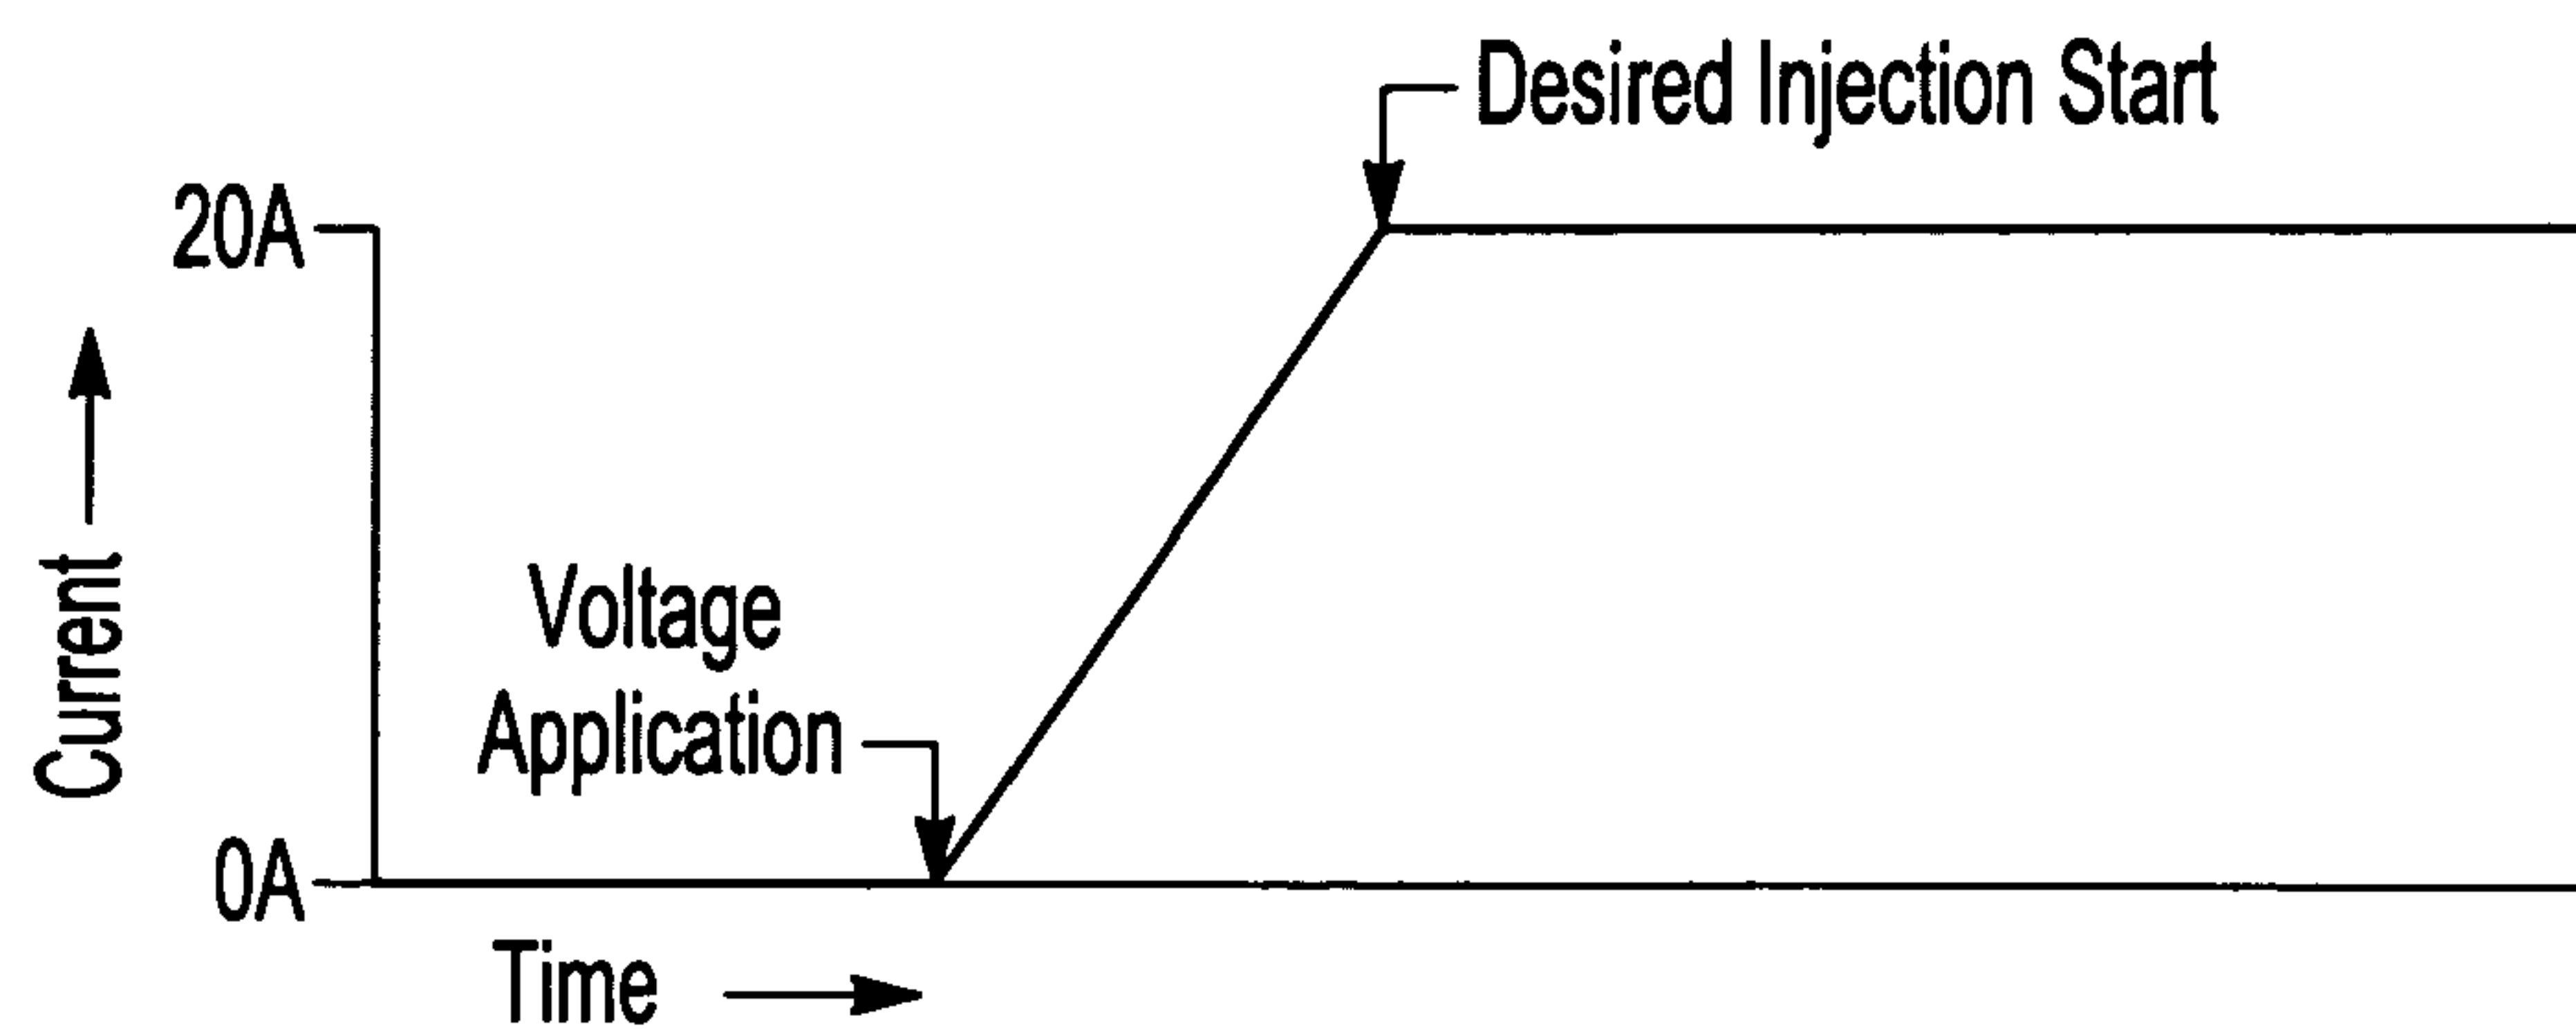 Desired Injection Start
20A
Current
Voltage
Application
0A
Time